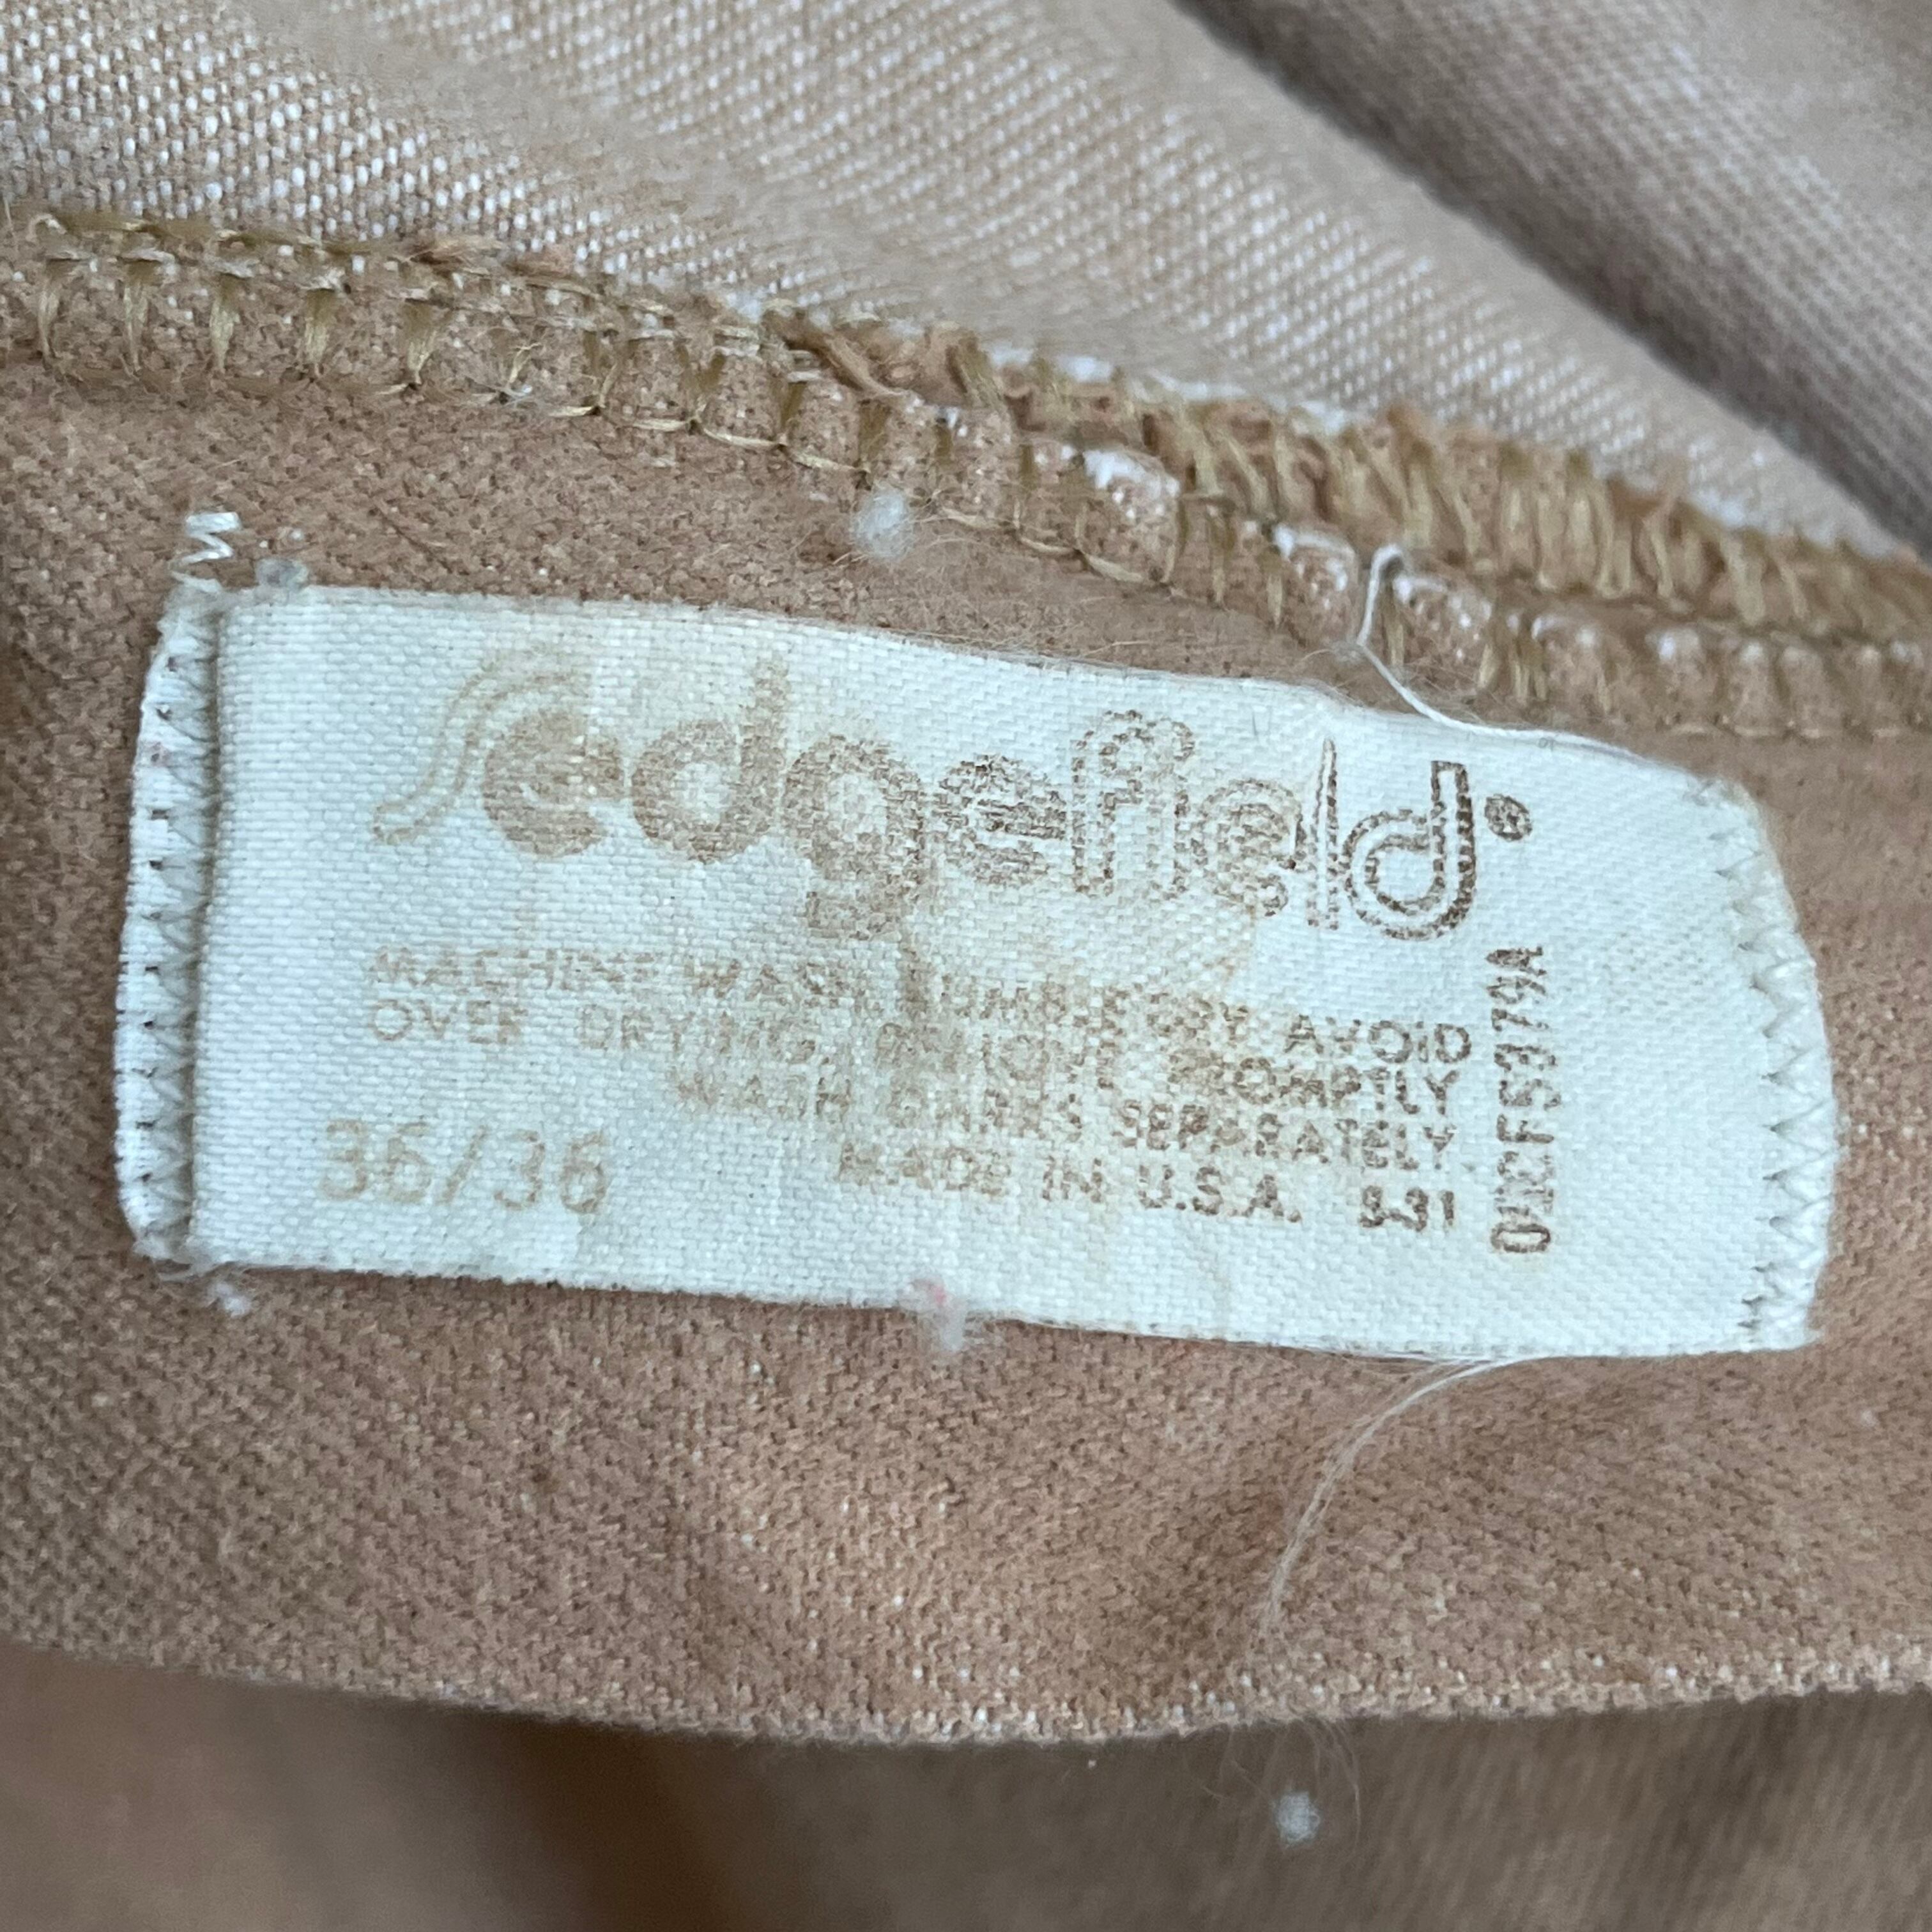 Sedgefield®
MACHINE WASH TUMBLE DRY AVOID
OVER DRYING. REMOVE PROMPTLY
WASH DARKS SEPARATELY
36/36
MADE IN U.S.A.